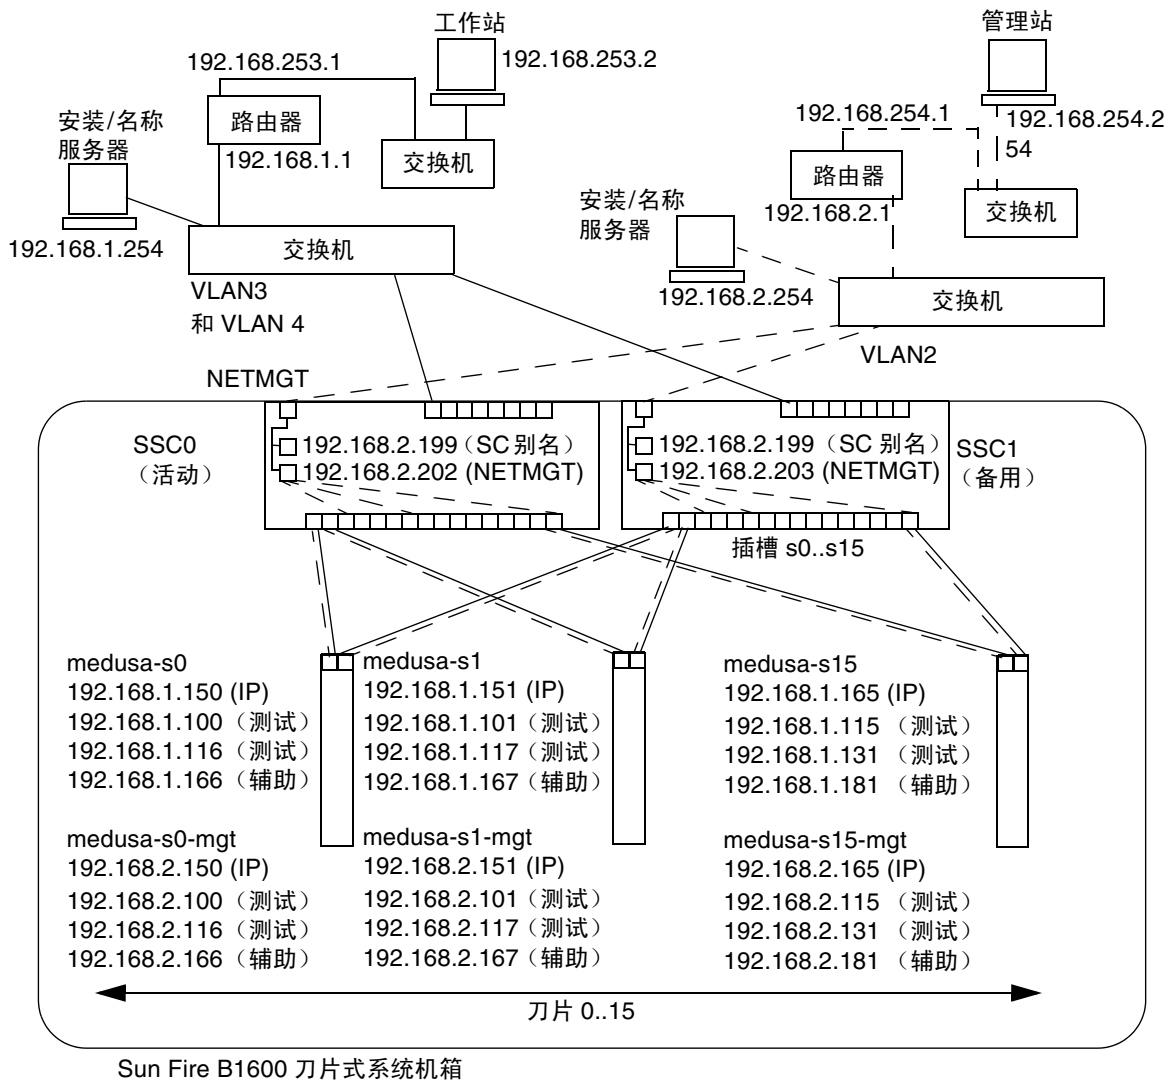 工作站
192.168.253.1
192.168.253.2
安装/名称
服务器
路由器
192.168.1.1
交换机
192.168.1.254
交换机
VLAN3
和 VLAN 4
管理站
192.168.254.1
192.168.254.2
54
路由器
192.168.2.1
交换机
安装/名称
服务器
192.168.2.254
交换机
VLAN2
NETMGT
SSC0
（活动）
192.168.2.199（SC 别名）
192.168.2.202 (NETMGT)
192.168.2.199（SC 别名）
192.168.2.203 (NETMGT)
SSC1
（备用）
插槽 s0..s15
medusa-s0
192.168.1.150 (IP)
192.168.1.100（测试）
192.168.1.116（测试）
192.168.1.166（辅助）
medusa-s0-mgt
192.168.2.150 (IP)
192.168.2.100（测试）
192.168.2.116（测试）
192.168.2.166（辅助）
medusa-s1
192.168.1.151 (IP)
192.168.1.101（测试）
192.168.1.117（测试）
192.168.1.167（辅助）
medusa-s1-mgt
192.168.2.151 (IP)
192.168.2.101（测试）
192.168.2.117（测试）
192.168.2.167（辅助）
medusa-s15
192.168.1.165 (IP)
192.168.1.115 （测试）
192.168.1.131 （测试）
192.168.1.181 （辅助）
medusa-s15-mgt
192.168.2.165 (IP)
192.168.2.115 （测试）
192.168.2.131 （测试）
192.168.2.181 （辅助）
刀片 0..15
Sun Fire B1600 刀片式系统机箱